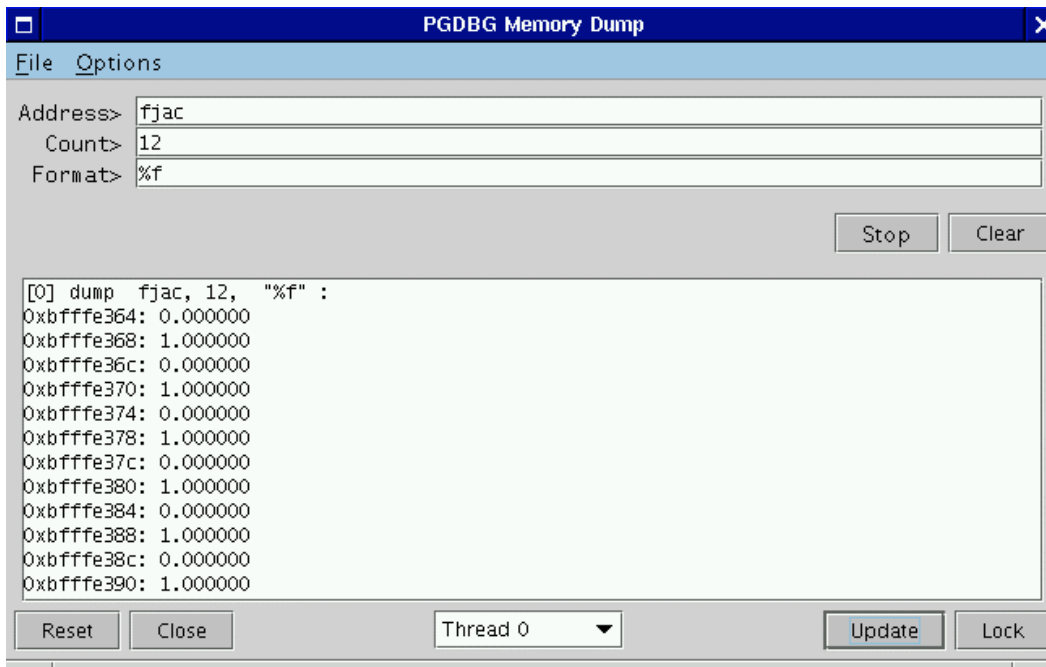 PGDBG Memory Dump
File Options
Address> fjac
Count> 12
Format> %f
Stop Clear
[0] dump fjac, 12, "%f" :
0xbfffe364: 0.000000
0xbfffe368: 1.000000
0xbfffe36c: 0.000000
0xbfffe370: 1.000000
0xbfffe374: 0.000000
0xbfffe378: 1.000000
0xbfffe37c: 0.000000
0xbfffe380: 1.000000
0xbfffe384: 0.000000
0xbfffe388: 1.000000
0xbfffe38c: 0.000000
0xbfffe390: 1.000000
Reset Close Thread 0 Update Lock